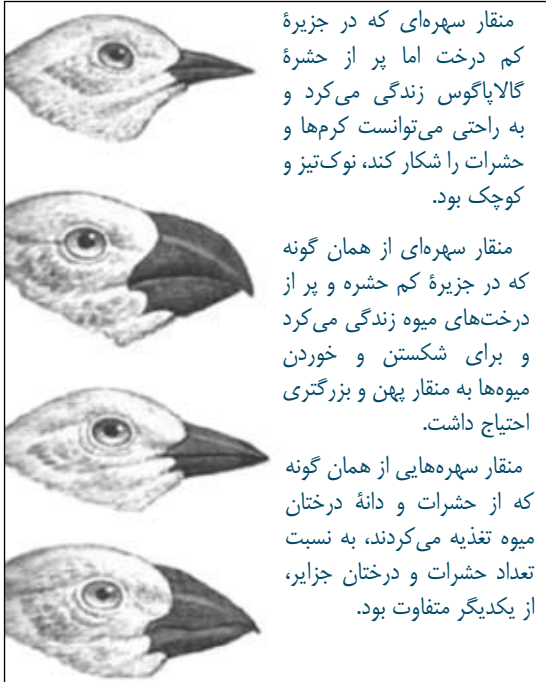 منقار سهره‌ای که در جزیرهٔ
کم درخت اما پر از حشرهٔ
گالاپاگوس زندگی می‌کرد و
به راحتی می‌توانست کرم‌ها و
حشرات را شکار کند، نوک‌تیز و
کوچک بود.
منقار سهره‌ای از همان گونه
که در جزیرهٔ کم حشره و پر از
درخت‌های میوه زندگی می‌کرد
و برای شکستن و خوردن
میوه‌ها به منقار پهن و بزرگتری
احتیاج داشت.
منقار سهره‌هایی از همان گونه
که از حشرات و دانهٔ درختان
میوه تغذیه می‌کردند، به نسبت
تعداد حشرات و درختان جزایر،
از یکدیگر متفاوت بود.